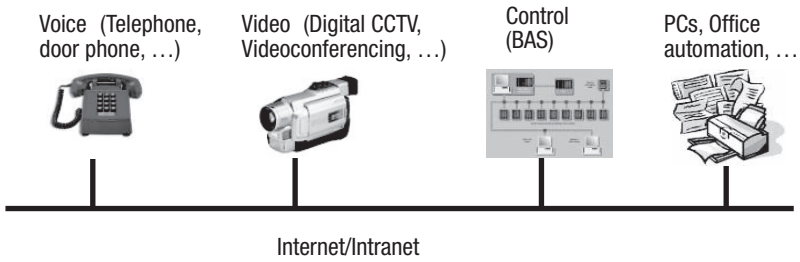 Voice (Telephone,
door phone, …)
Video (Digital CCTV,
Videoconferencing, …)
Control
(BAS)
PCs, Office
automation, …
Internet/Intranet